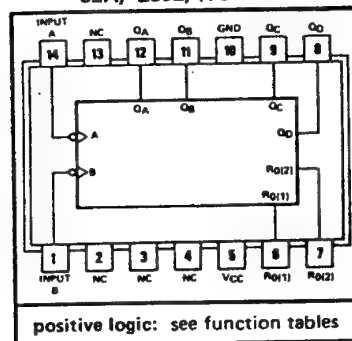 INPUT
A NC QA QB GND QC QD
14 13 12 11 10 9 8
QA QB QC
A QD
B R0(2)
R0(1)
1 2 3 4 5 6 7
INPUT NC NC NC VCC R0(1) R0(2)
B
positive logic: see function tables